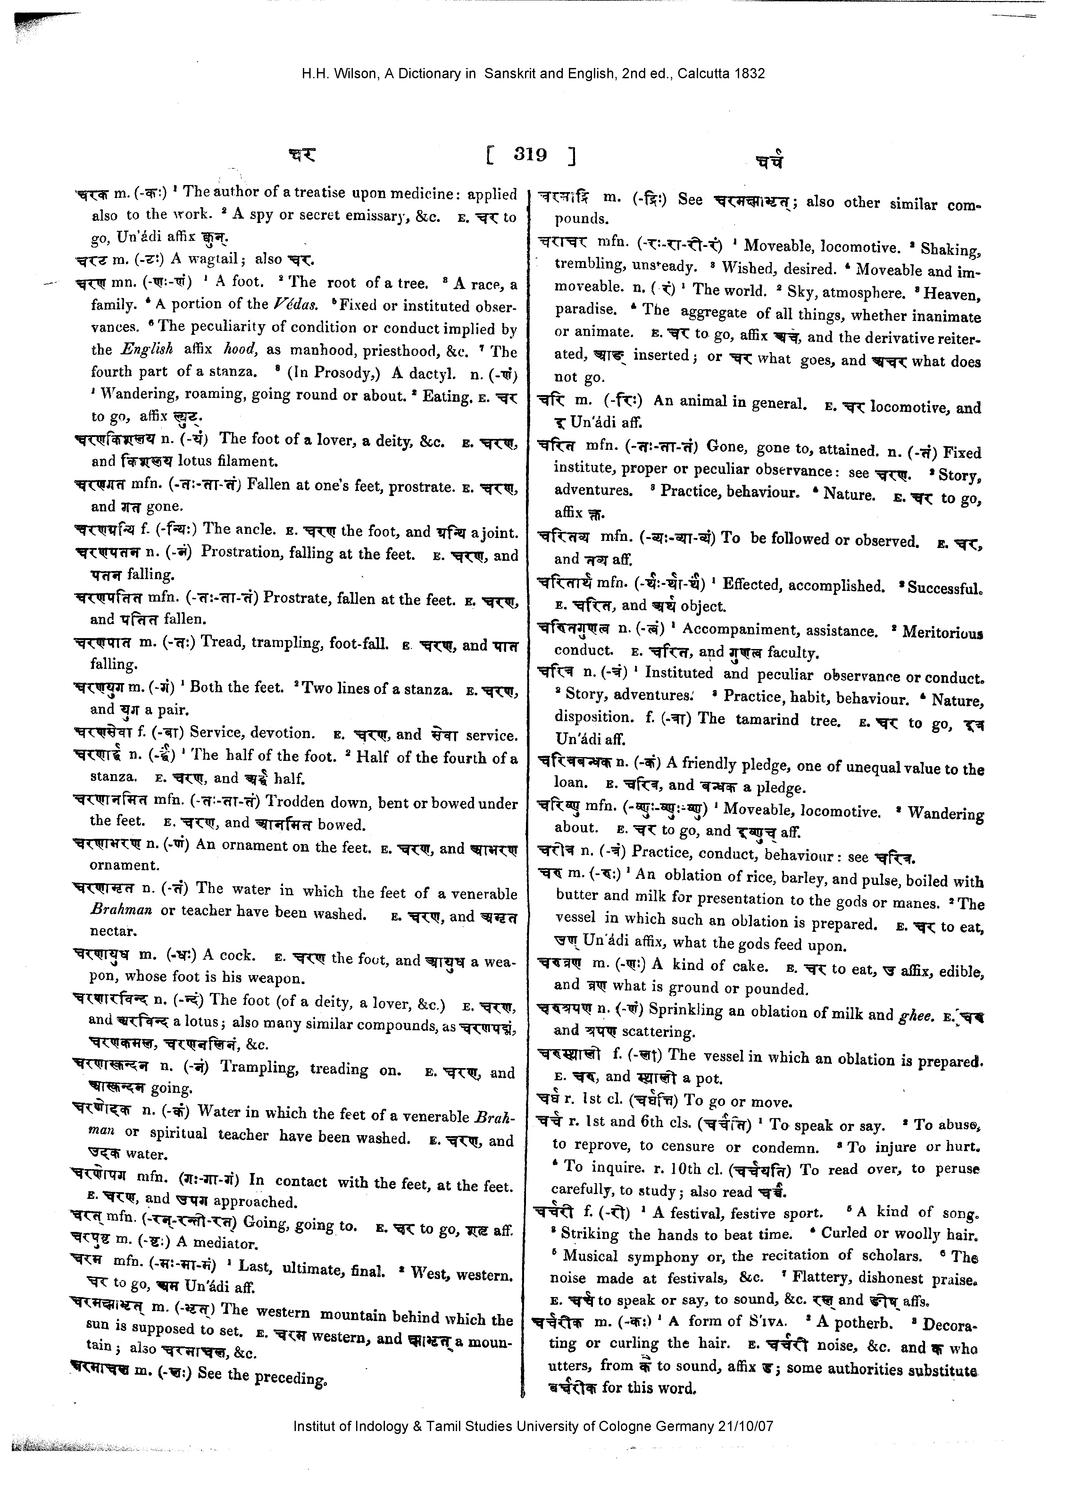 H.H. Wilson, A Dictionary in Sanskrit and English, 2nd ed., Calcutta 1832
चर [ 319 ] चर्च
चरक m. (-कः) ¹ The author of a treatise upon medicine: applied
also to the work. ² A spy or secret emissary, &c. E. चर to
go, Un'ádi affix क्वुन्.
चरट m. (-टः) A wagtail; also चर.
चरण mn. (-णः-णं) ¹ A foot. ² The root of a tree. ³ A race, a
family. ⁴ A portion of the Védas. ⁵ Fixed or instituted obser-
vances. ⁶ The peculiarity of condition or conduct implied by
the English affix hood, as manhood, priesthood, &c. ⁷ The
fourth part of a stanza. ⁸ (In Prosody,) A dactyl. n. (-णं)
¹ Wandering, roaming, going round or about. ² Eating. E. चर
to go, affix ल्युट्.
चरणकिशलय n. (-यं) The foot of a lover, a deity, &c. E. चरण,
and किशलय lotus filament.
चरणगत mfn. (-तः-ता-तं) Fallen at one's feet, prostrate. E. चरण,
and गत gone.
चरणग्रन्थि f. (-न्थिः) The ancle. E. चरण the foot, and ग्रन्थि a joint.
चरणपतन n. (-नं) Prostration, falling at the feet. E. चरण, and
पतन falling.
चरणपतित mfn. (-तः-ता-तं) Prostrate, fallen at the feet. E. चरण,
and पतित fallen.
चरणपात m. (-तः) Tread, trampling, foot-fall. E. चरण, and पात
falling.
चरणयुग m. (-गं) ¹ Both the feet. ² Two lines of a stanza. E. चरण,
and युग a pair.
चरणसेवा f. (-वा) Service, devotion. E. चरण, and सेवा service.
चरणार्द्ध n. (-र्द्धं) ¹ The half of the foot. ² Half of the fourth of a
stanza. E. चरण, and अर्द्ध half.
चरणानमित mfn. (-तः-ता-तं) Trodden down, bent or bowed under
the feet. E. चरण, and आनमित bowed.
चरणाभरण n. (-णं) An ornament on the feet. E. चरण, and आभरण
ornament.
चरणामृत n. (-तं) The water in which the feet of a venerable
Brahman or teacher have been washed. E. चरण, and अमृत
nectar.
चरणायुध m. (-धः) A cock. E. चरण the foot, and आयुध a wea-
pon, whose foot is his weapon.
चरणारविन्द n. (-न्दं) The foot (of a deity, a lover, &c.) E. चरण,
and अरविन्द a lotus; also many similar compounds, as चरणपद्मं,
चरणकमल, चरणनलिनं, &c.
चरणास्कन्दन n. (-नं) Trampling, treading on. E. चरण, and
आस्कन्दन going.
चरणोदक n. (-कं) Water in which the feet of a venerable Brah-
man or spiritual teacher have been washed. E. चरण, and
उदक water.
चरणोपग mfn. (गः-गा-गं) In contact with the feet, at the feet.
E. चरण, and उपग approached.
चरत् mfn. (-रन्-रन्ती-रत्) Going, going to. E. चर to go, शतृ aff.
चरपुष्ट m. (-ष्टः) A mediator.
चरम mfn. (-मः-मा-मं) ¹ Last, ultimate, final. ² West, western.
चर to go, अम Un'ádi aff.
चरमक्ष्माभृत् m. (-भृत्) The western mountain behind which the
sun is supposed to set. E. चरम western, and क्ष्माभृत् a moun-
tain; also चरमाचल, &c.
चरमाचल m. (-लः) See the preceding.
चरमाद्रि m. (-द्रिः) See चरमक्ष्माभृत्; also other similar com-
pounds.
चराचर mfn. (-रः-रा-री-रं) ¹ Moveable, locomotive. ² Shaking,
trembling, unsteady. ³ Wished, desired. ⁴ Moveable and im-
moveable. n. (रं) ¹ The world. ² Sky, atmosphere. ³ Heaven,
paradise. ⁴ The aggregate of all things, whether inanimate
or animate. E. चर to go, affix अच, and the derivative reiter-
ated, आङ् inserted; or चर what goes, and अचर what does
not go.
चरि m. (-रिः) An animal in general. E. चर locomotive, and
इ Un'ádi aff.
चरित mfn. (-तः-ता-तं) Gone, gone to, attained. n. (-तं) Fixed
institute, proper or peculiar observance: see चरण. ² Story,
adventures. ³ Practice, behaviour. ⁴ Nature. E. चर to go,
affix क्त.
चरितव्य mfn. (-व्यः-व्या-व्यं) To be followed or observed. E. चर,
and तव्य aff.
चरितार्थ mfn. (-र्थः-र्था-र्थं) ¹ Effected, accomplished. ² Successful.
E. चरित, and अर्थ object.
चरितगुणत्व n. (-त्वं) ¹ Accompaniment, assistance. ² Meritorious
conduct. E. चरित, and गुणत्व faculty.
चरित्र n. (-त्रं) ¹ Instituted and peculiar observance or conduct.
² Story, adventures. ³ Practice, habit, behaviour. ⁴ Nature,
disposition. f. (-त्रा) The tamarind tree. E. चर to go, इत्र
Un'ádi aff.
चरित्रबन्धक n. (-कं) A friendly pledge, one of unequal value to the
loan. E. चरित्र, and बन्धक a pledge.
चरिष्णु mfn. (-ष्णुः-ष्णुः-ष्णु) ¹ Moveable, locomotive. ² Wandering
about. E. चर to go, and इष्णुच् aff.
चरीत्र n. (-त्रं) Practice, conduct, behaviour: see चरित्र.
चरु m. (-रुः) ¹ An oblation of rice, barley, and pulse, boiled with
butter and milk for presentation to the gods or manes. ² The
vessel in which such an oblation is prepared. E. चर to eat,
उण् Un'ádi affix, what the gods feed upon.
चरुव्रण m. (-णः) A kind of cake. E. चर to eat, उ affix, edible,
and व्रण what is ground or pounded.
चरुश्रपण n. (-णं) Sprinkling an oblation of milk and ghee. E. चरु
and श्रपण scattering.
चरुस्थाली f. (-ली) The vessel in which an oblation is prepared.
E. चरु, and स्थाली a pot.
चर्घ r. 1st cl. (चर्घति) To go or move.
चर्च r. 1st and 6th cls. (चर्चति) ¹ To speak or say. ² To abuse,
to reprove, to censure or condemn. ³ To injure or hurt.
⁴ To inquire. r. 10th cl. (चर्चयति) To read over, to peruse
carefully, to study; also read चर्च.
चर्चरी f. (-री) ¹ A festival, festive sport. ⁵ A kind of song.
³ Striking the hands to beat time. ⁴ Curled or woolly hair.
⁵ Musical symphony or, the recitation of scholars. ⁶ The
noise made at festivals, &c. ⁷ Flattery, dishonest praise.
E. चर्च to speak or say, to sound, &c. and affs.
चर्चरीक m. (-कः) ¹ A form of S'IVA. ² A potherb. ³ Decora-
ting or curling the hair. E. चर्चरी noise, &c. and क who
utters, from कै to sound, affix ड; some authorities substitute
बर्चरीक for this word.
Institut of Indology & Tamil Studies University of Cologne Germany 21/10/07